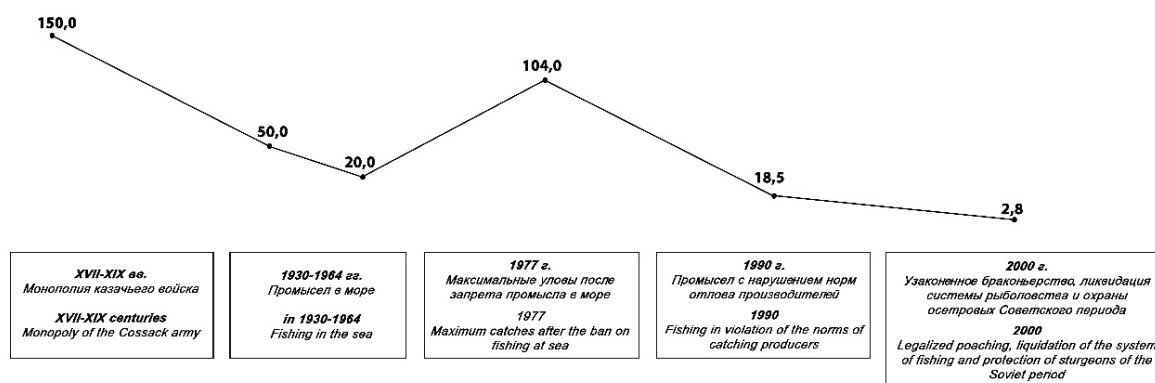 150,0
50,0
20,0
104,0
18,5
2,8
XVII-XIX вв.
Монополия казачьего войска
XVII-XIX centuries
Monopoly of the Cossack army
1930-1964 гг.
Промысел в море
in 1930-1964
Fishing in the sea
1977 г.
Максимальные уловы после
запрета промысла в море
1977
Maximum catches after the ban on
fishing at sea
1990 г.
Промысел с нарушением норм
отлова производителей
1990
Fishing in violation of the norms of
catching producers
2000 г.
Узаконенное браконьерство, ликвидация
системы рыболовства и охраны
осетровых Советского периода
2000
Legalized poaching, liquidation of the system
of fishing and protection of sturgeons of the
Soviet period